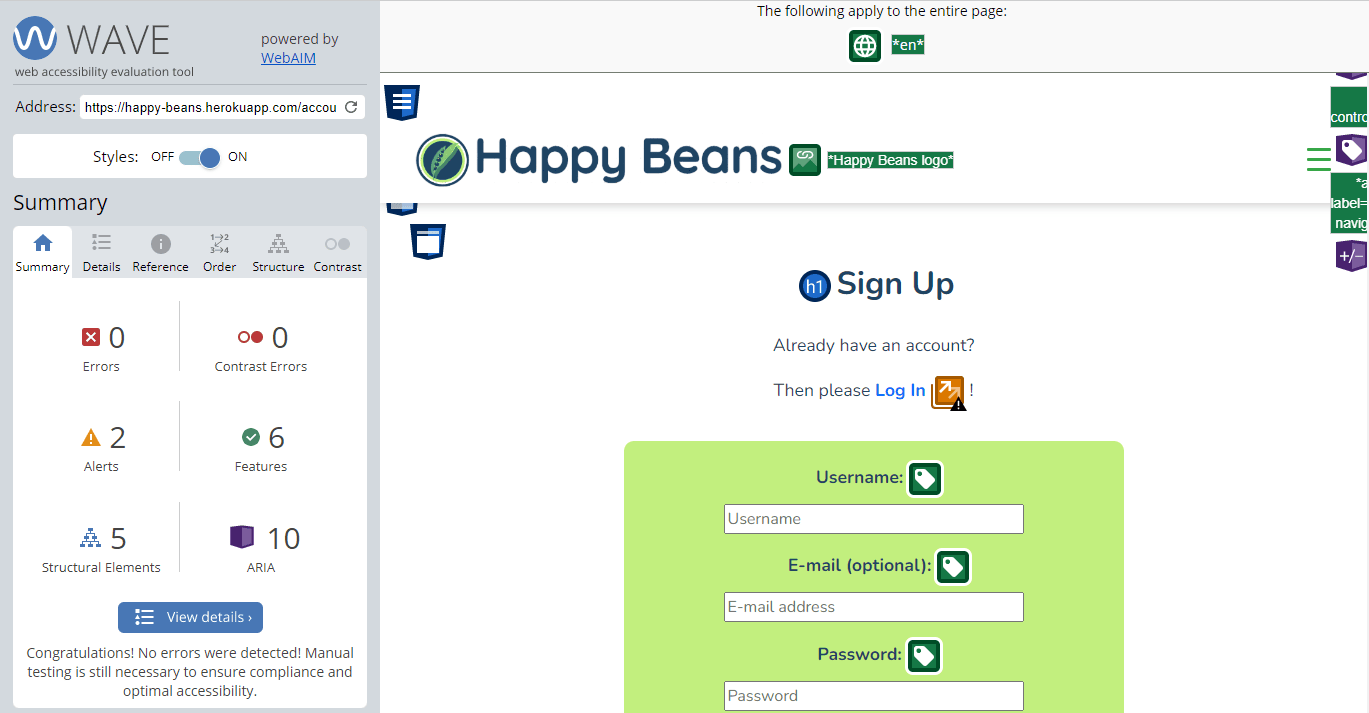 WAVE
web accessibility evaluation tool
powered by
WebAIM
Address: https://happy-beans.herokuapp.com/accou
Styles: OFF ON
Summary
Summary Details Reference Order Structure Contrast
0
Errors
0
Contrast Errors
2
Alerts
6
Features
5
Structural Elements
10
ARIA
View details ›
Congratulations! No errors were detected! Manual
testing is still necessary to ensure compliance and
optimal accessibility.
The following apply to the entire page:
*en*
Happy Beans *Happy Beans logo*
contro
*a
label=
navig
+/-
h1 Sign Up
Already have an account?
Then please Log In !
Username:
Username
E-mail (optional):
E-mail address
Password:
Password